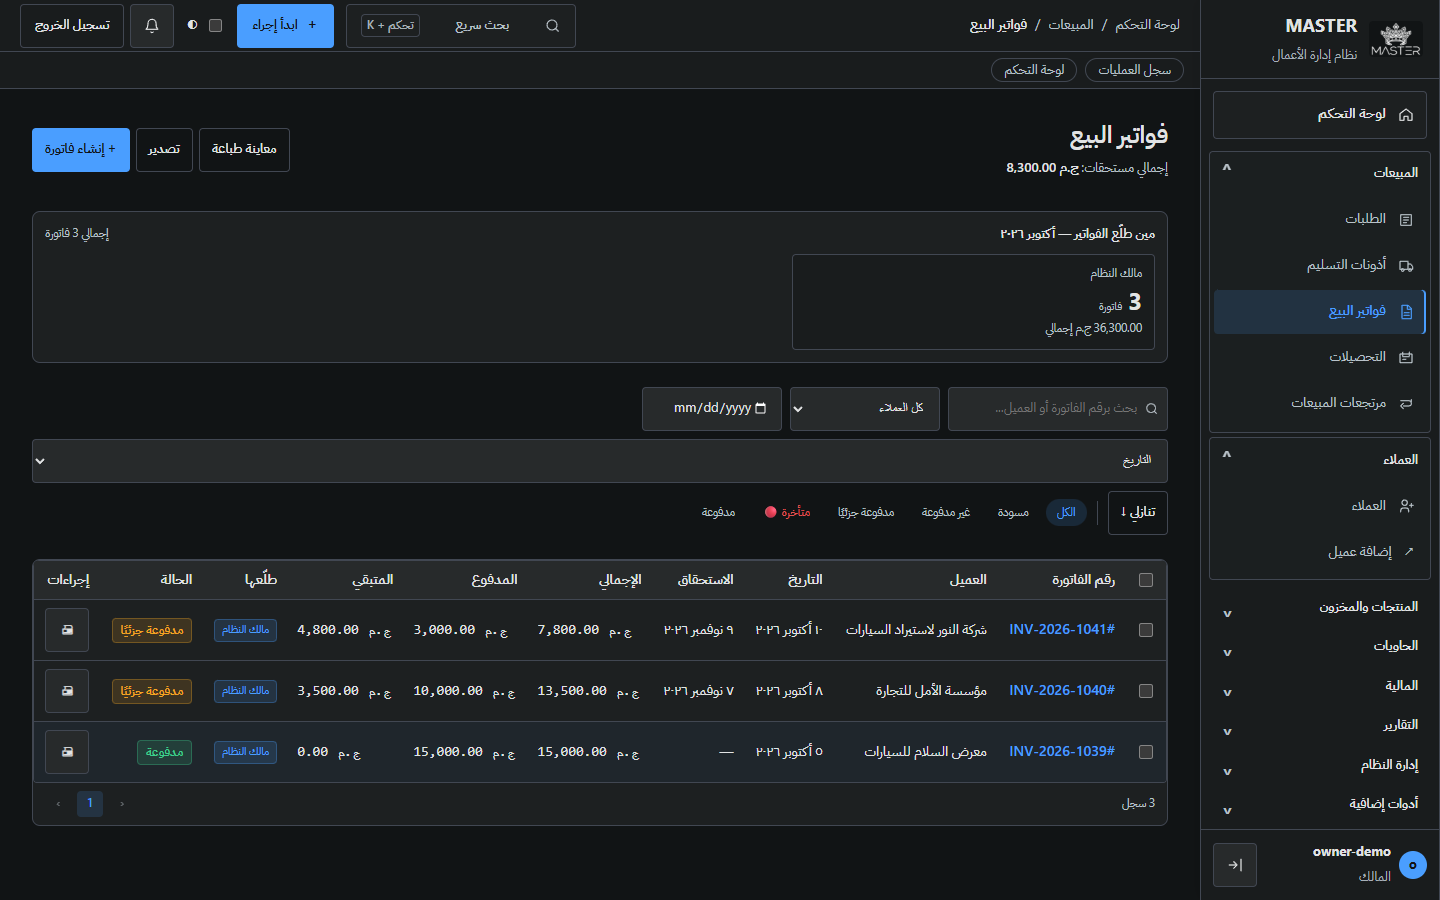 MASTER
نظام إدارة الأعمال
MASTER
لوحة التحكم
المبيعات
الطلبات
أذونات التسليم
فواتير البيع
التحصيلات
مرتجعات المبيعات
العملاء
العملاء
إضافة عميل
المنتجات والمخزون
الحاويات
المالية
التقارير
إدارة النظام
أدوات إضافية
owner-demo
المالك
o
لوحة التحكم / المبيعات / فواتير البيع
بحث سريع
تحكم + K
+ ابدأ إجراء
تسجيل الخروج
سجل العمليات
لوحة التحكم
فواتير البيع
إجمالي مستحقات: ج.م 8,300.00
معاينة طباعة
تصدير
+ إنشاء فاتورة
مين طلّع الفواتير — أكتوبر ٢٠٢٦
إجمالي 3 فاتورة
مالك النظام
3 فاتورة
36,300.00 ج.م إجمالي
بحث برقم الفاتورة أو العميل...
كل العملاء
mm/dd/yyyy
التاريخ
تنازلي ↓
الكل
مسودة
غير مدفوعة
مدفوعة جزئيًا
متأخرة
مدفوعة
رقم الفاتورة العميل التاريخ الاستحقاق الإجمالي المدفوع المتبقي طلّعها الحالة إجراءات
INV-2026-1041# شركة النور لاستيراد السيارات ١٠ أكتوبر ٢٠٢٦ ٩ نوفمبر ٢٠٢٦ ج.م 7,800.00 ج.م 3,000.00 ج.م 4,800.00 مالك النظام مدفوعة جزئيًا
INV-2026-1040# مؤسسة الأمل للتجارة ٨ أكتوبر ٢٠٢٦ ٧ نوفمبر ٢٠٢٦ ج.م 13,500.00 ج.م 10,000.00 ج.م 3,500.00 مالك النظام مدفوعة جزئيًا
INV-2026-1039# معرض السلام للسيارات ٥ أكتوبر ٢٠٢٦ — ج.م 15,000.00 ج.م 15,000.00 ج.م 0.00 مالك النظام مدفوعة
3 سجل
‹ 1 ›